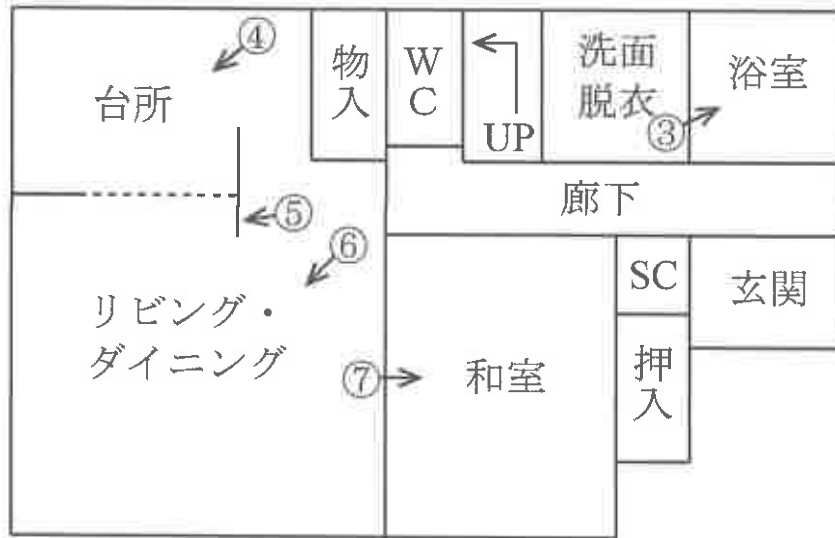 ④
台所
物入
WC
UP
洗面
脱衣
③
浴室
廊下
⑤
⑥
リビング・
ダイニング
⑦
和室
SC
押入
玄関